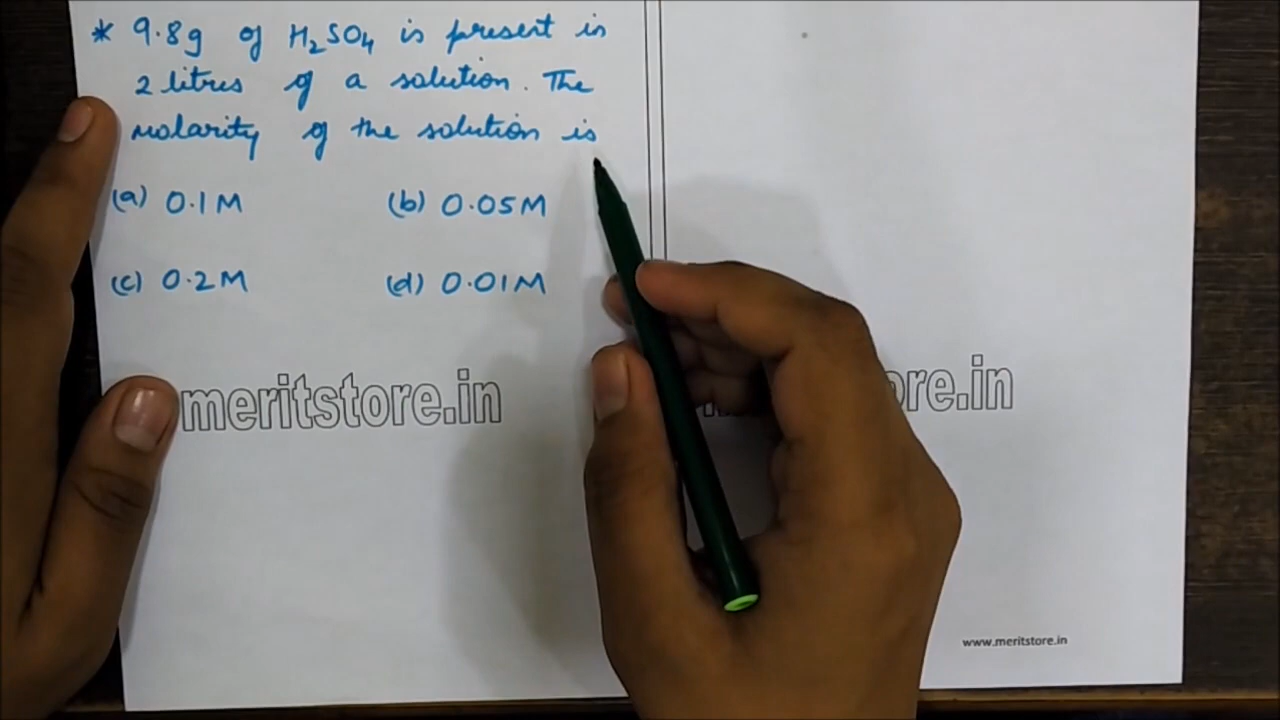 * 9.8g of H₂SO₄ is present in
2 litres of a solution. The
molarity of the solution is
(a) 0.1M (b) 0.05M
(c) 0.2M (d) 0.01M
meritstore.in
ore.in
www.meritstore.in